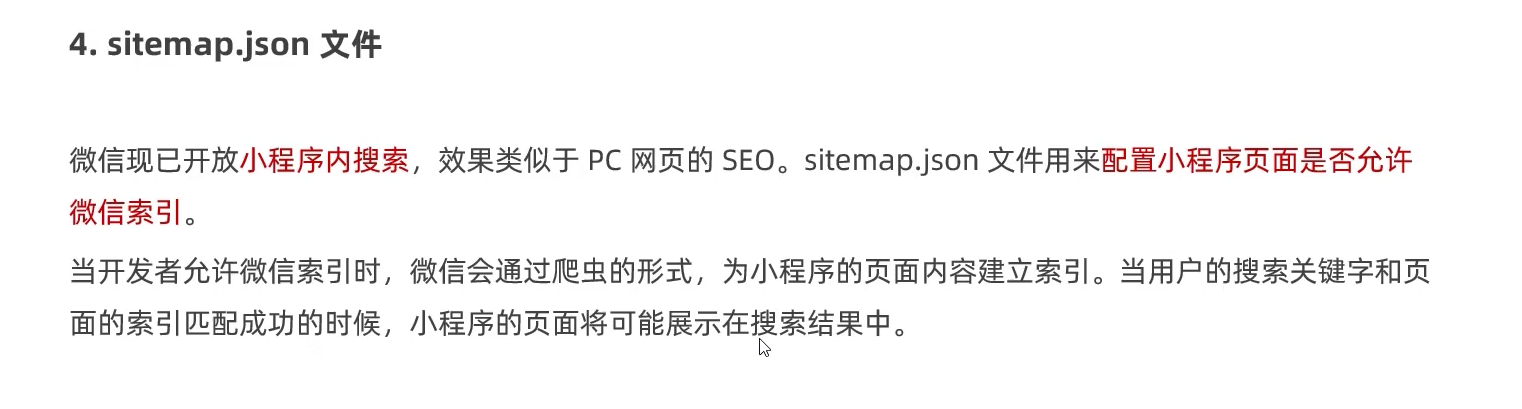 4. sitemap.json 文件
微信现已开放小程序内搜索，效果类似于 PC 网页的 SEO。sitemap.json 文件用来配置小程序页面是否允许
微信索引。
当开发者允许微信索引时，微信会通过爬虫的形式，为小程序的页面内容建立索引。当用户的搜索关键字和页
面的索引匹配成功的时候，小程序的页面将可能展示在搜索结果中。